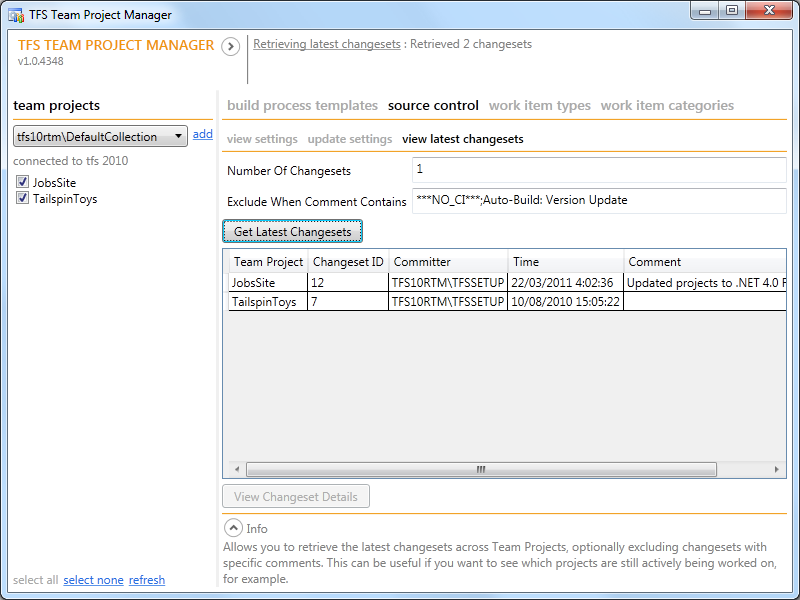 TFS Team Project Manager
TFS TEAM PROJECT MANAGER
v1.0.4348
Retrieving latest changesets : Retrieved 2 changesets
team projects
tfs10rtm\DefaultCollection add
connected to tfs 2010
JobsSite
TailspinToys
select all select none refresh
build process templates source control work item types work item categories
view settings update settings view latest changesets
Number Of Changesets 1
Exclude When Comment Contains ***NO_CI***;Auto-Build: Version Update
Get Latest Changesets
Team Project Changeset ID Committer Time Comment
JobsSite 12 TFS10RTM\TFSSETUP 22/03/2011 4:02:36 Updated projects to .NET 4.0
TailspinToys 7 TFS10RTM\TFSSETUP 10/08/2010 15:05:22
View Changeset Details
Info
Allows you to retrieve the latest changesets across Team Projects, optionally excluding changesets with
specific comments. This can be useful if you want to see which projects are still actively being worked on,
for example.